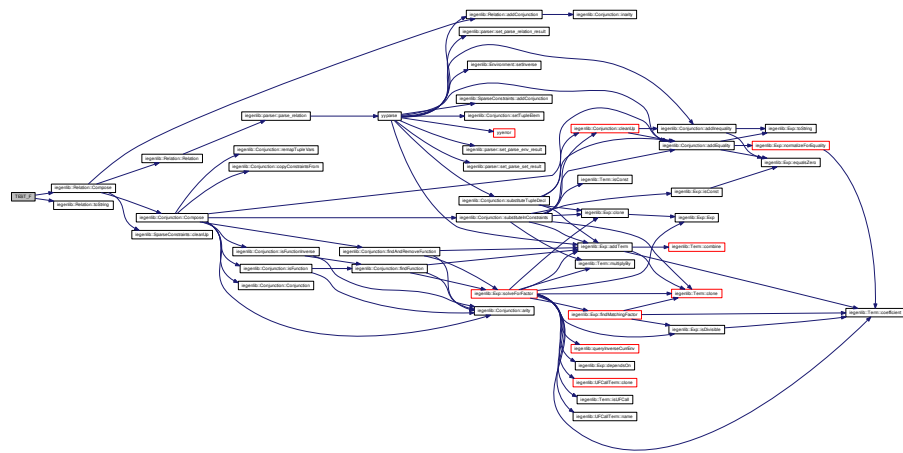 TEST_F
iegenlib::Relation::Compose
iegenlib::Relation::toString
iegenlib::Relation::Relation
iegenlib::SparseConstraints::cleanUp
iegenlib::Conjunction::Compose
iegenlib::parser::parse_relation
iegenlib::Conjunction::remapTupleVars
iegenlib::Conjunction::copyConstraintsFrom
iegenlib::Conjunction::isFunctionInverse
iegenlib::Conjunction::isFunction
iegenlib::Conjunction::Conjunction
yyparse
iegenlib::Conjunction::findAndRemoveFunction
iegenlib::Conjunction::findFunction
iegenlib::Relation::addConjunction
iegenlib::parser::set_parse_relation_result
iegenlib::Environment::setInverse
iegenlib::SparseConstraints::addConjunction
iegenlib::Conjunction::setTupleElem
yyerror
iegenlib::parser::set_parse_env_result
iegenlib::parser::set_parse_set_result
iegenlib::Conjunction::substituteTupleDecl
iegenlib::Conjunction::substituteInConstraints
iegenlib::Exp::solveForFactor
iegenlib::Conjunction::arity
iegenlib::Conjunction::inarity
iegenlib::Conjunction::cleanUp
iegenlib::Term::isConst
iegenlib::Exp::clone
iegenlib::Exp::addTerm
iegenlib::Term::multiplyBy
iegenlib::Exp::findMatchingFactor
iegenlib::queryInverseCurrEnv
iegenlib::Exp::dependsOn
iegenlib::UFCallTerm::clone
iegenlib::Term::isUFCall
iegenlib::UFCallTerm::name
iegenlib::Conjunction::addInequality
iegenlib::Conjunction::addEquality
iegenlib::Exp::isConst
iegenlib::Exp::Exp
iegenlib::Term::combine
iegenlib::Term::clone
iegenlib::Exp::isDivisible
iegenlib::Exp::toString
iegenlib::Exp::normalizeForEquality
iegenlib::Exp::equalsZero
iegenlib::Term::coefficient